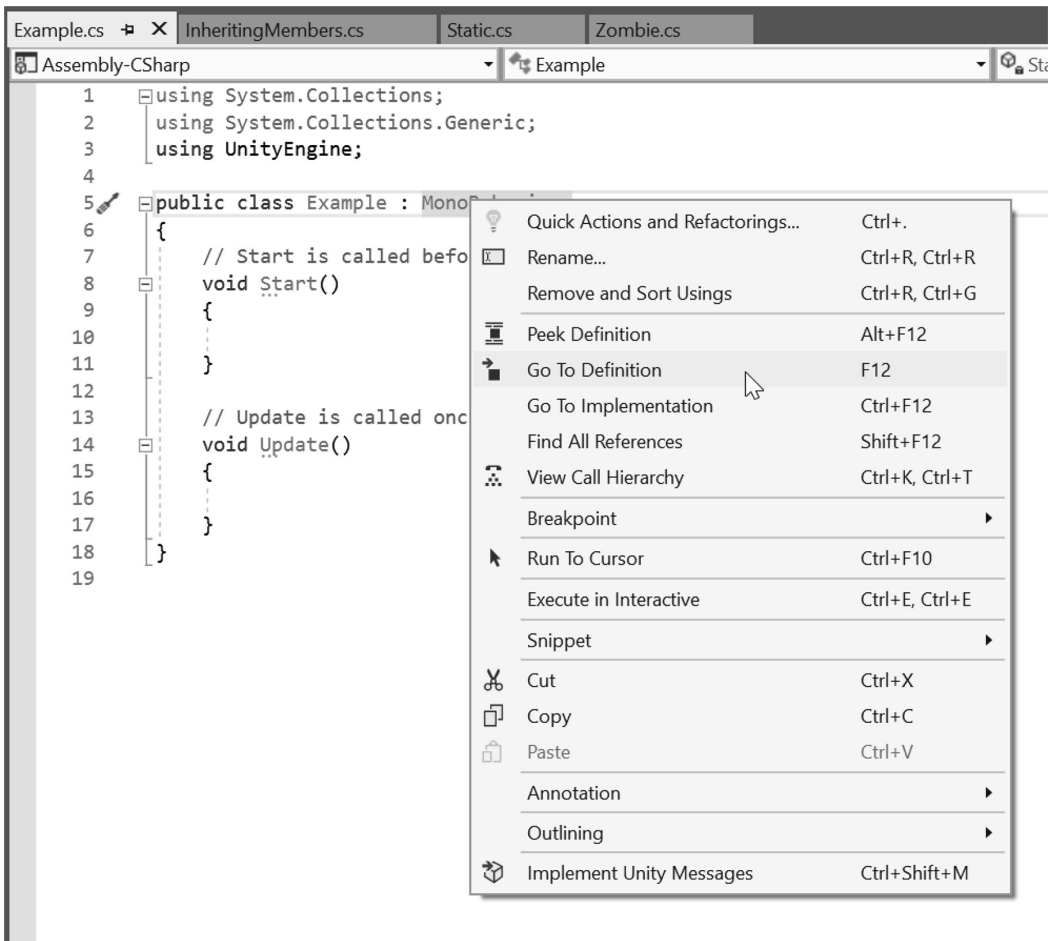 Example.cs InheritingMembers.cs Static.cs Zombie.cs
Assembly-CSharp Example Sta
1 using System.Collections;
2 using System.Collections.Generic;
3 using UnityEngine;
4
5 public class Example :
6 {
7 // Start is called befo
8 void Start()
9 {
10
11 }
12
13 // Update is called onc
14 void Update()
15 {
16
17 }
18 }
19
Quick Actions and Refactorings... Ctrl+.
Rename... Ctrl+R, Ctrl+R
Remove and Sort Usings Ctrl+R, Ctrl+G
Peek Definition Alt+F12
Go To Definition F12
Go To Implementation Ctrl+F12
Find All References Shift+F12
View Call Hierarchy Ctrl+K, Ctrl+T
Breakpoint
Run To Cursor Ctrl+F10
Execute in Interactive Ctrl+E, Ctrl+E
Snippet
Cut Ctrl+X
Copy Ctrl+C
Paste Ctrl+V
Annotation
Outlining
Implement Unity Messages Ctrl+Shift+M